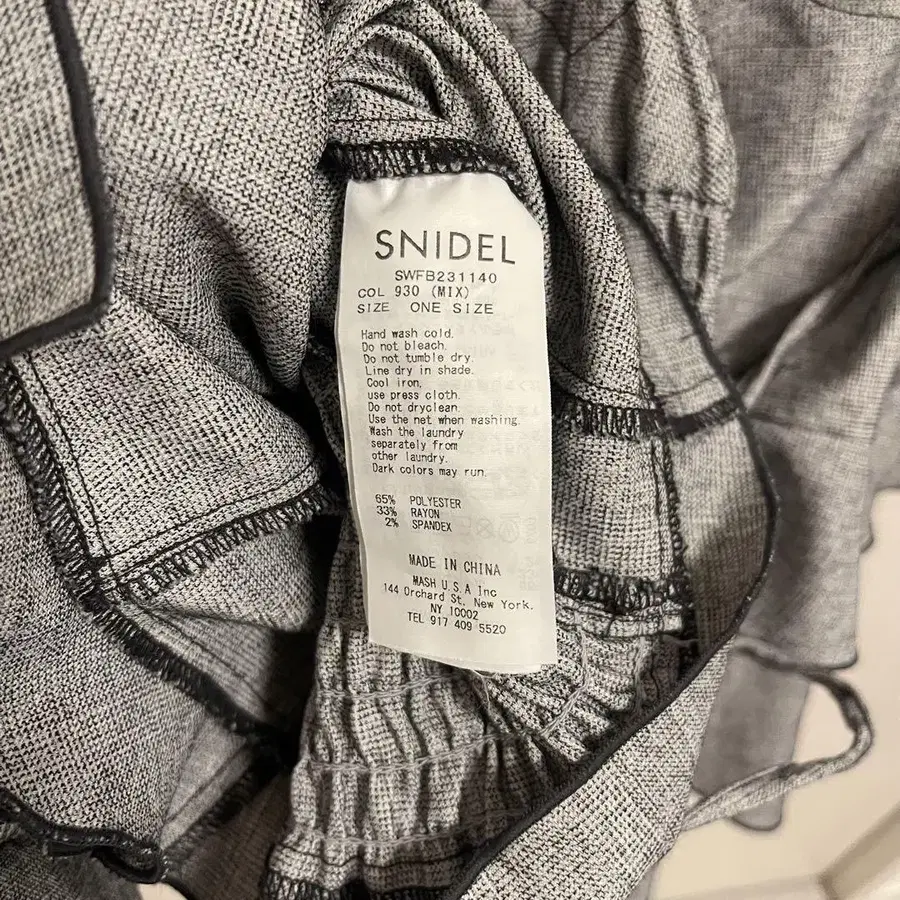 SNIDEL
SWFB231140
COL 930 (MIX)
SIZE ONE SIZE
Hand wash cold.
Do not bleach.
Do not tumble dry.
Line dry in shade.
Cool iron.
use press cloth.
Do not dryclean.
Use the net when washing.
Wash the laundry
separately from
other laundry.
Dark colors may run.
65% POLYESTER
33% RAYON
2% SPANDEX
MADE IN CHINA
MASH U.S.A Inc
144 Orchard St. New York.
NY 10002
TEL 917 409 5520